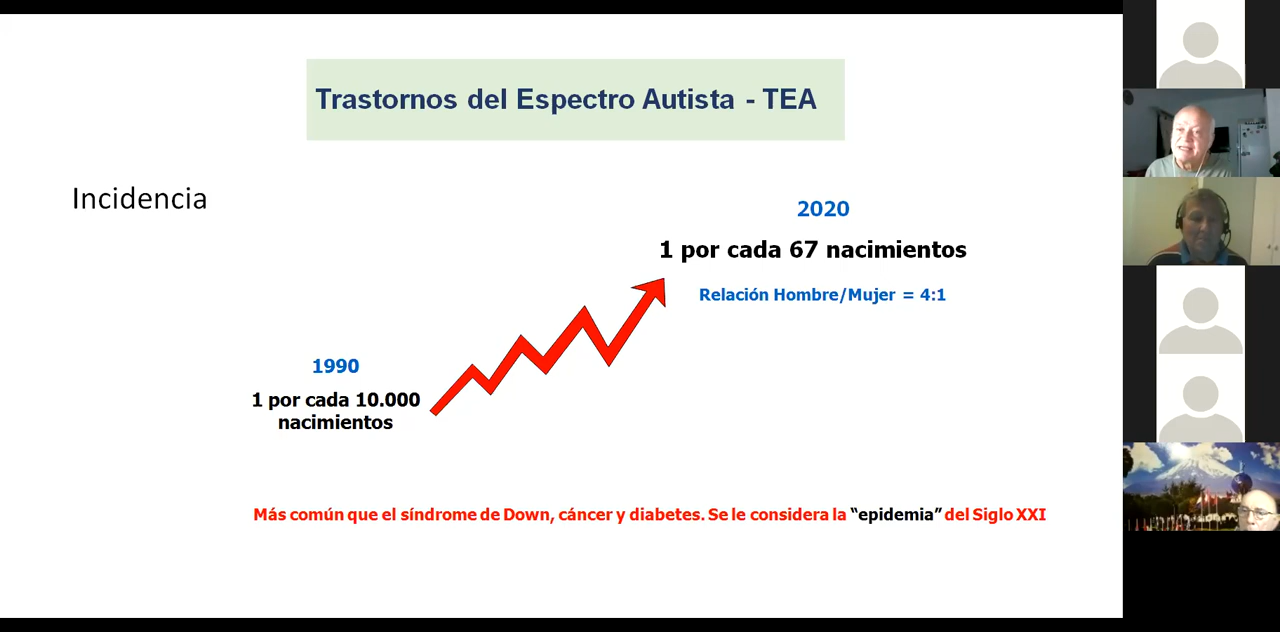 Trastornos del Espectro Autista - TEA
Incidencia
2020
1 por cada 67 nacimientos
Relación Hombre/Mujer = 4:1
1990
1 por cada 10.000
nacimientos
Más común que el síndrome de Down, cáncer y diabetes. Se le considera la “epidemia” del Siglo XXI